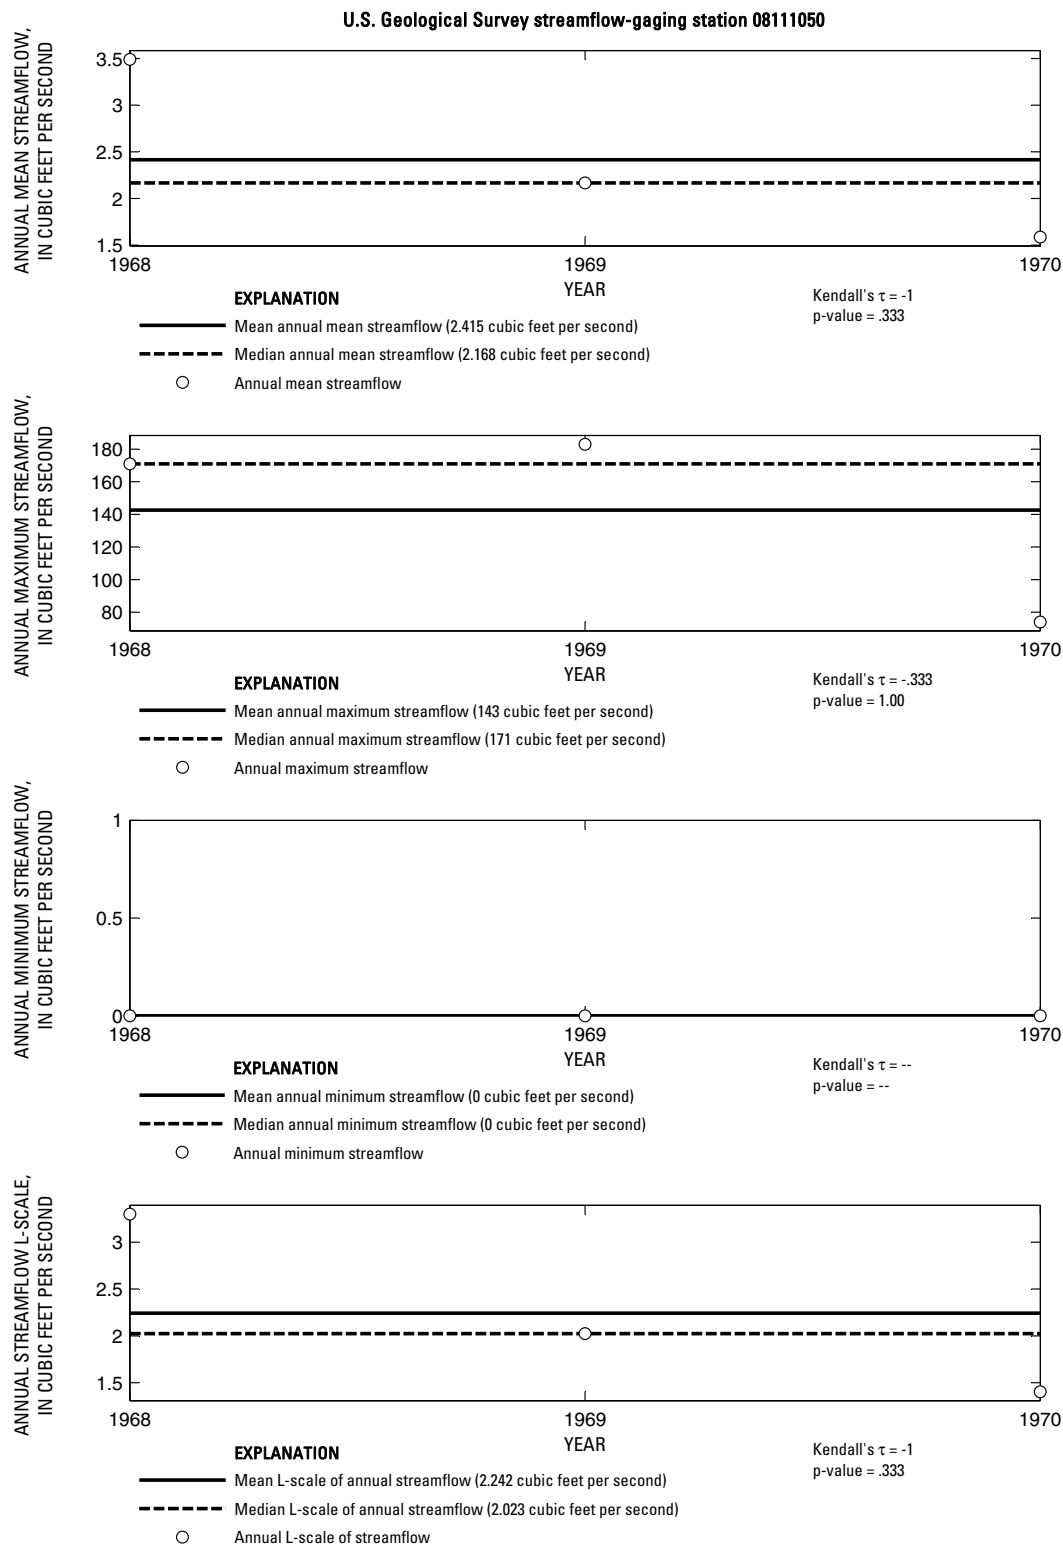 U.S. Geological Survey streamflow-gaging station 08111050
ANNUAL MEAN STREAMFLOW,
IN CUBIC FEET PER SECOND
3.5
3
2.5
2
1.5
1968
1969
1970
YEAR
EXPLANATION
Mean annual mean streamflow (2.415 cubic feet per second)
Median annual mean streamflow (2.168 cubic feet per second)
Annual mean streamflow
Kendall's τ = -1
p-value = .333
ANNUAL MAXIMUM STREAMFLOW,
IN CUBIC FEET PER SECOND
180
160
140
120
100
80
1968
1969
1970
YEAR
EXPLANATION
Mean annual maximum streamflow (143 cubic feet per second)
Median annual maximum streamflow (171 cubic feet per second)
Annual maximum streamflow
Kendall's τ = -.333
p-value = 1.00
ANNUAL MINIMUM STREAMFLOW,
IN CUBIC FEET PER SECOND
1
0.5
0
1968
1969
1970
YEAR
EXPLANATION
Mean annual minimum streamflow (0 cubic feet per second)
Median annual minimum streamflow (0 cubic feet per second)
Annual minimum streamflow
Kendall's τ = --
p-value = --
ANNUAL STREAMFLOW L-SCALE,
IN CUBIC FEET PER SECOND
3
2.5
2
1.5
1968
1969
1970
YEAR
EXPLANATION
Mean L-scale of annual streamflow (2.242 cubic feet per second)
Median L-scale of annual streamflow (2.023 cubic feet per second)
Annual L-scale of streamflow
Kendall's τ = -1
p-value = .333